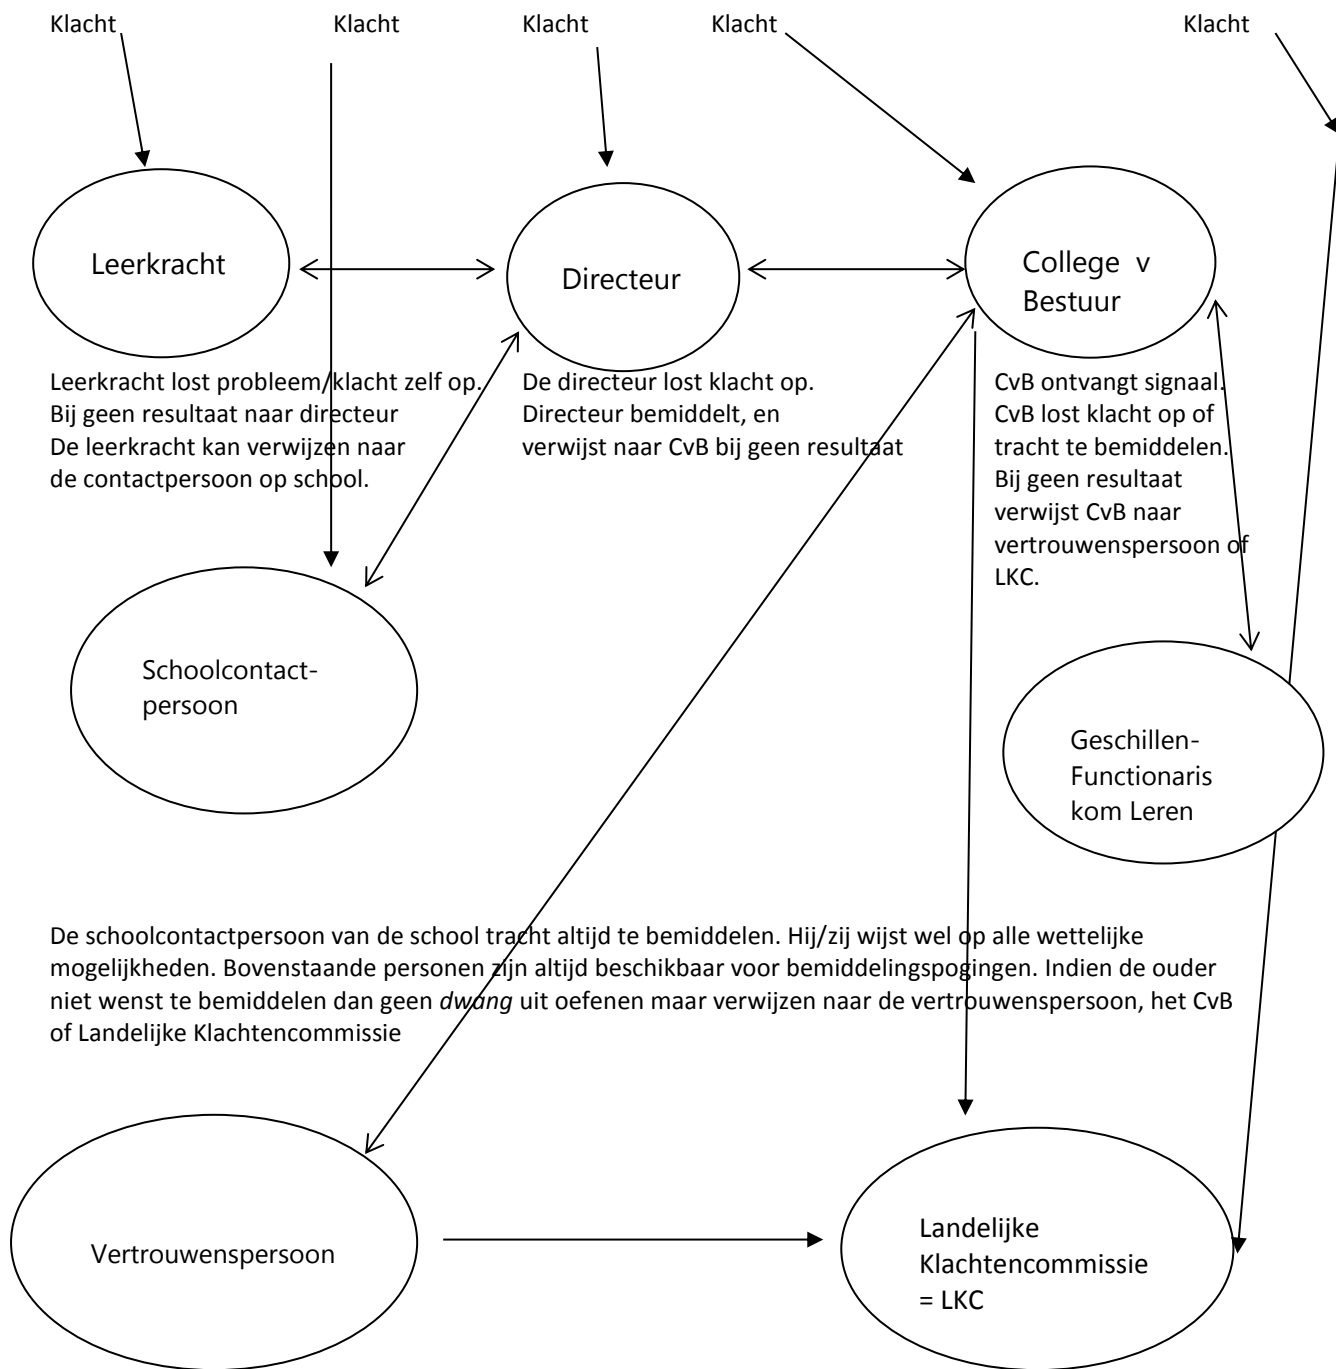 Klacht Klacht Klacht Klacht Klacht
Leerkracht
Directeur
College v
Bestuur
Leerkracht lost probleem/klacht zelf op.
Bij geen resultaat naar directeur
De leerkracht kan verwijzen naar
de contactpersoon op school.
De directeur lost klacht op.
Directeur bemiddelt, en
verwijst naar CvB bij geen resultaat
CvB ontvangt signaal.
CvB lost klacht op of
tracht te bemiddelen.
Bij geen resultaat
verwijst CvB naar
vertrouwenspersoon of
LKC.
Schoolcontact-
persoon
Geschillen-
Functionaris
kom Leren
De schoolcontactpersoon van de school tracht altijd te bemiddelen. Hij/zij wijst wel op alle wettelijke
mogelijkheden. Bovenstaande personen zijn altijd beschikbaar voor bemiddelingspogingen. Indien de ouder
niet wenst te bemiddelen dan geen dwang uit oefenen maar verwijzen naar de vertrouwenspersoon, het CvB
of Landelijke Klachtencommissie
Vertrouwenspersoon
Landelijke
Klachtencommissie
= LKC